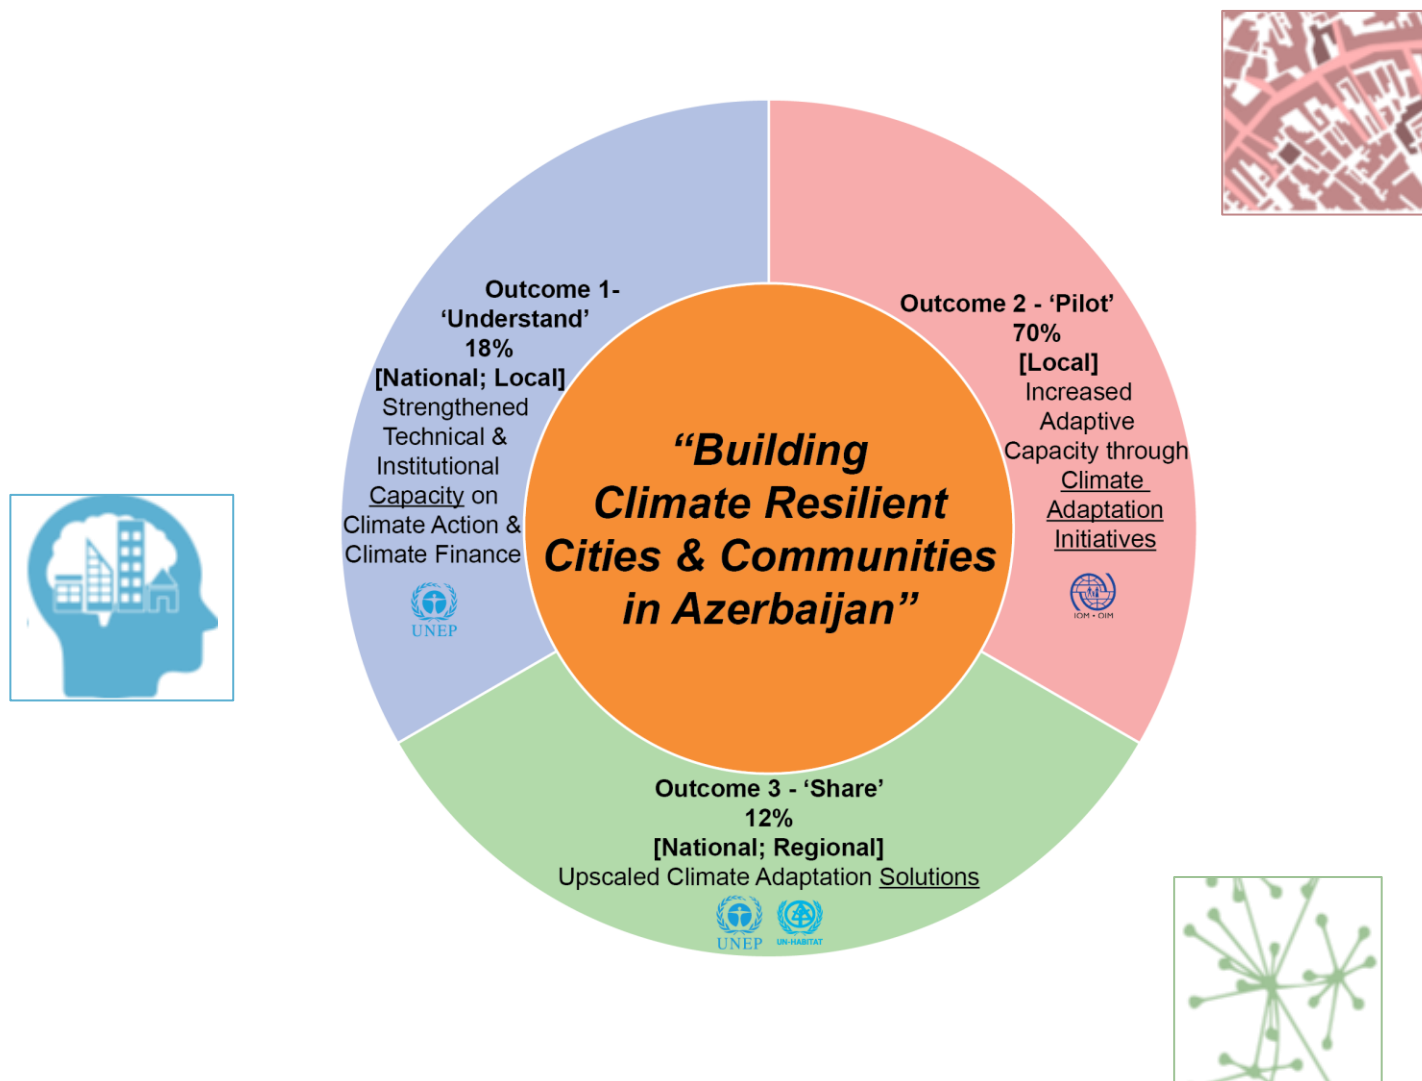 Outcome 1-
‘Understand’
18%
[National; Local]
Strengthened
Technical &
Institutional
Capacity on
Climate Action &
Climate Finance
UNEP
Outcome 2 - ‘Pilot’
70%
[Local]
Increased
Adaptive
Capacity through
Climate
Adaptation
Initiatives
IOM • OIM
“Building
Climate Resilient
Cities & Communities
in Azerbaijan”
Outcome 3 - ‘Share’
12%
[National; Regional]
Upscaled Climate Adaptation Solutions
UNEP
UN-HABITAT